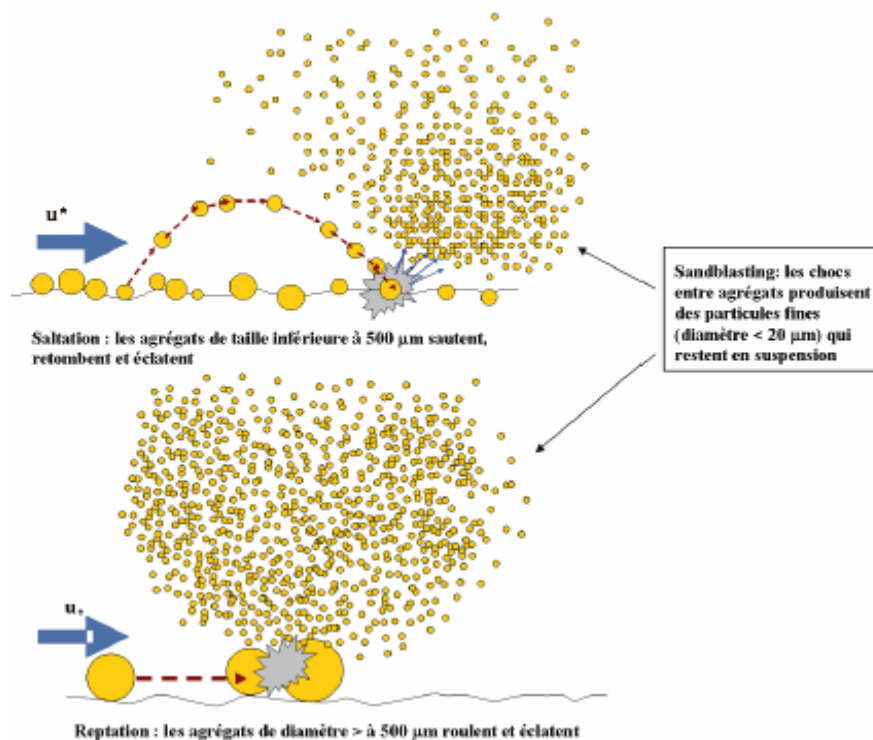 u*
Saltation : les agrégats de taille inférieure à 500 µm sautent,
retombent et éclatent
Sandblasting: les chocs
entre agrégats produisent
des particules fines
(diamètre < 20 µm) qui
restent en suspension
u*
Reptation : les agrégats de diamètre > à 500 µm roulent et éclatent